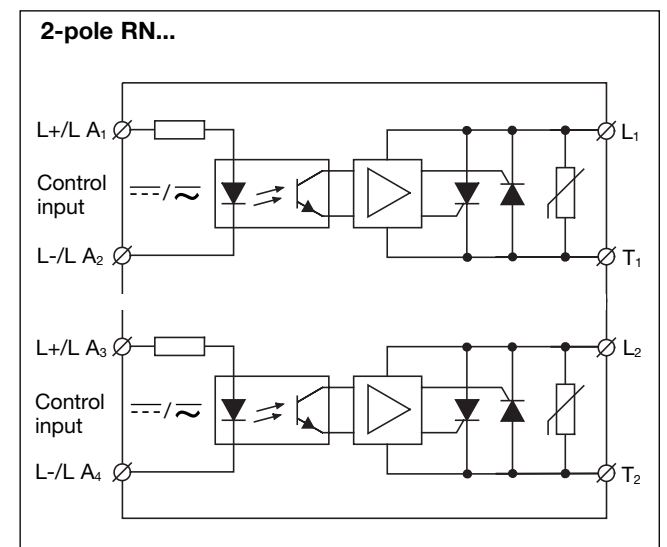 2-pole RN...
L+/L A₁
L₁
Control
input
⎓/~
L-/L A₂
T₁
L+/L A₃
L₂
Control
input
⎓/~
L-/L A₄
T₂